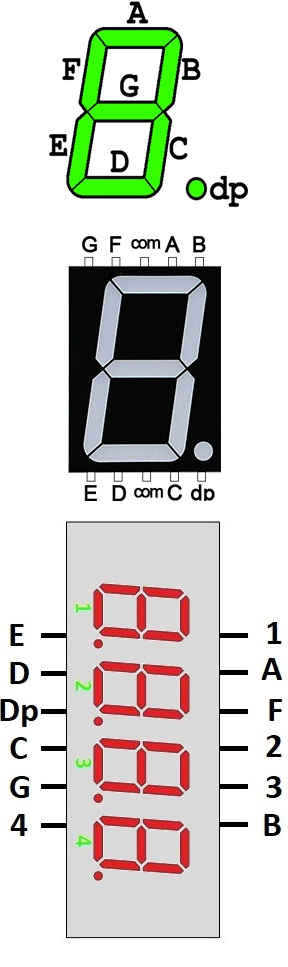 A
F B
G
E D C
dp
G F com A B
E D com C dp
1
2
3
4
E 1
D A
Dp F
C 2
G 3
4 B